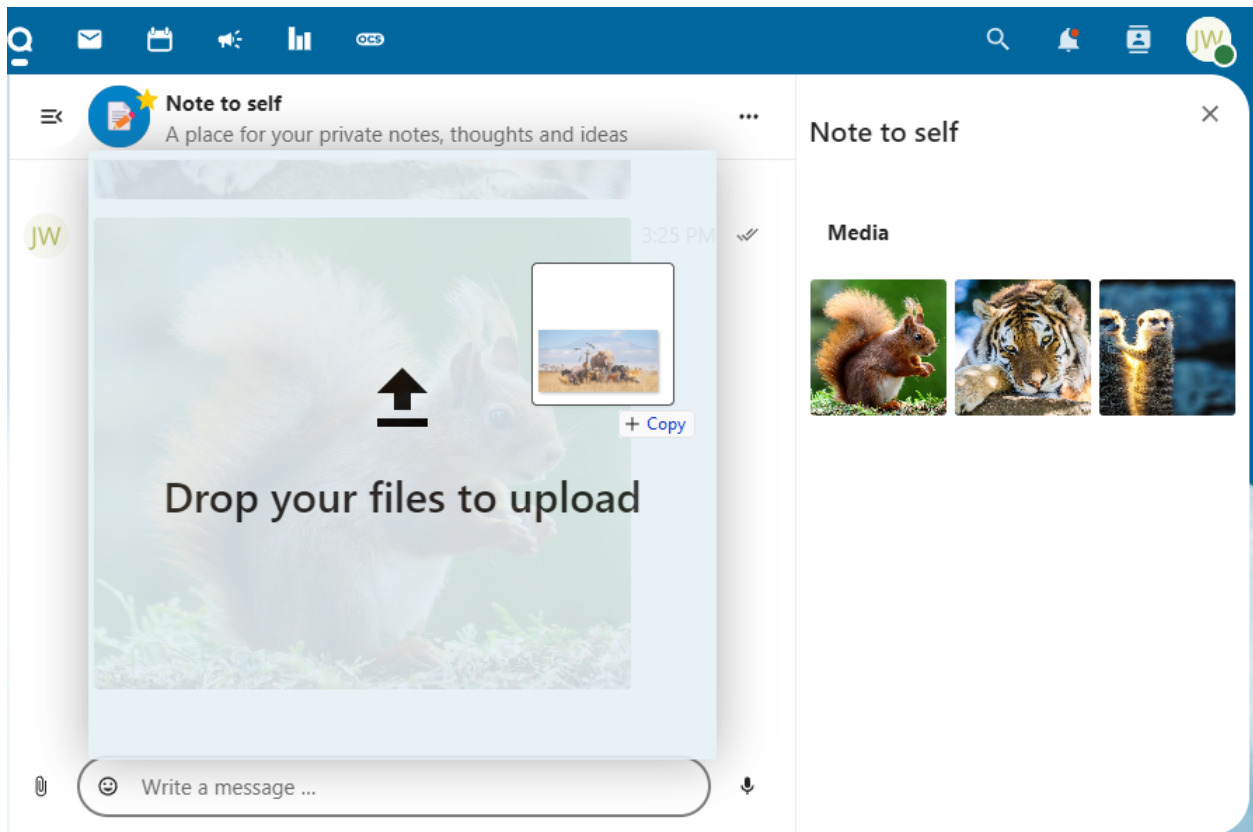 OCS
JW
Note to self
A place for your private notes, thoughts and ideas
Note to self
JW
3:25 PM
Media
Copy
Drop your files to upload
Write a message ...